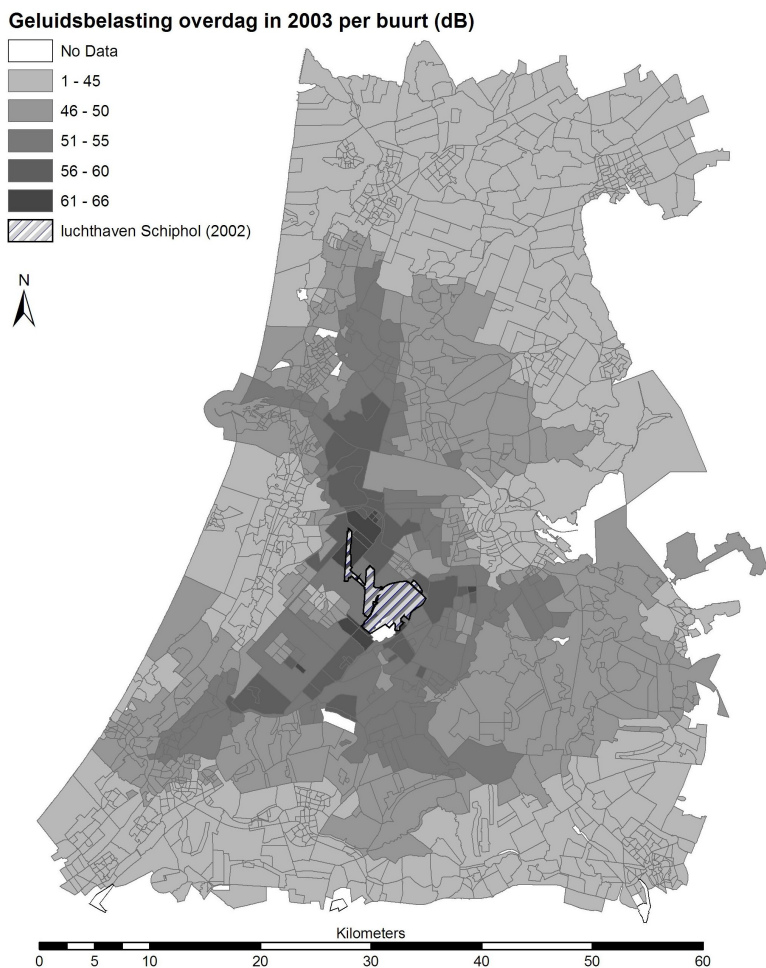 Geluidsbelasting overdag in 2003 per buurt (dB)
No Data
1 - 45
46 - 50
51 - 55
56 - 60
61 - 66
luchthaven Schiphol (2002)
N
Kilometers
0 5 10 20 30 40 50 60